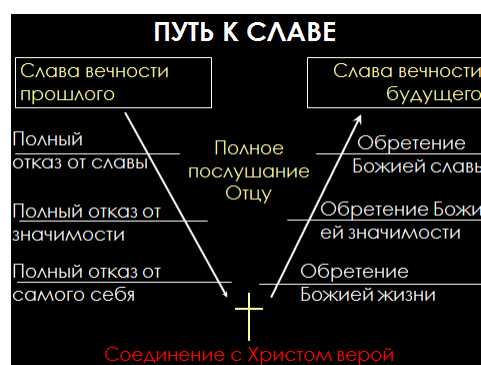 ПУТЬ К СЛАВЕ
Слава вечности
прошлого
Слава вечности
будущего
Полный
отказ от славы
Полное
послушание
Отцу
Обретение
Божией славы
Полный отказ от
значимости
Обретение Божи
ей значимости
Полный отказ от
самого себя
Обретение
Божией жизни
Соединение с Христом верой